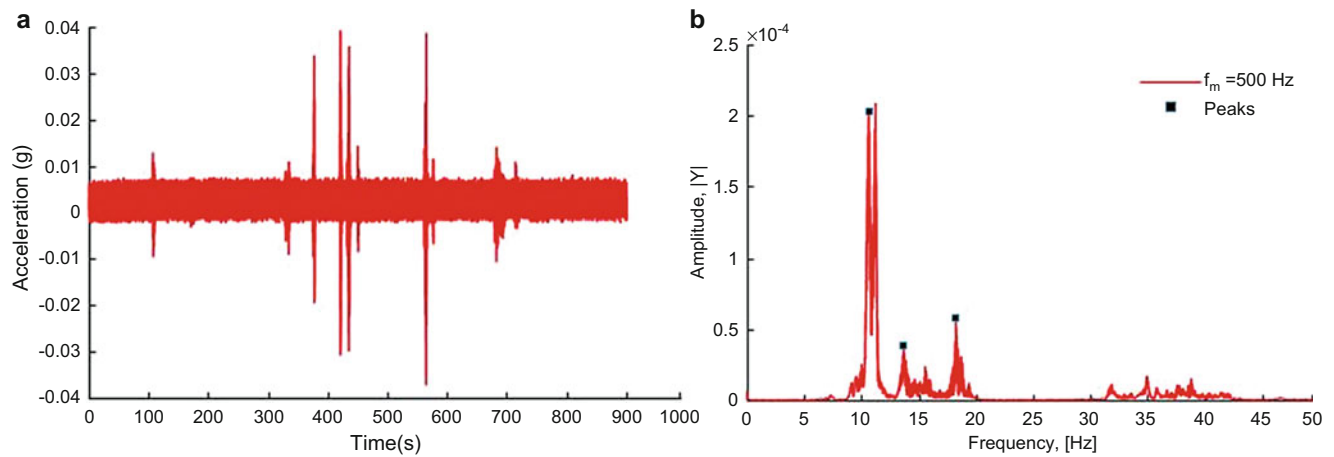 a
0.04
0.03
0.02
0.01
0
-0.01
-0.02
-0.03
-0.04
0 100 200 300 400 500 600 700 800 900 1000
Acceleration (g)
Time(s)
b
×10⁻⁴
2.5
2
1.5
1
0.5
0
0 5 10 15 20 25 30 35 40 45 50
Amplitude, |Y|
Frequency, [Hz]
f_m =500 Hz
Peaks